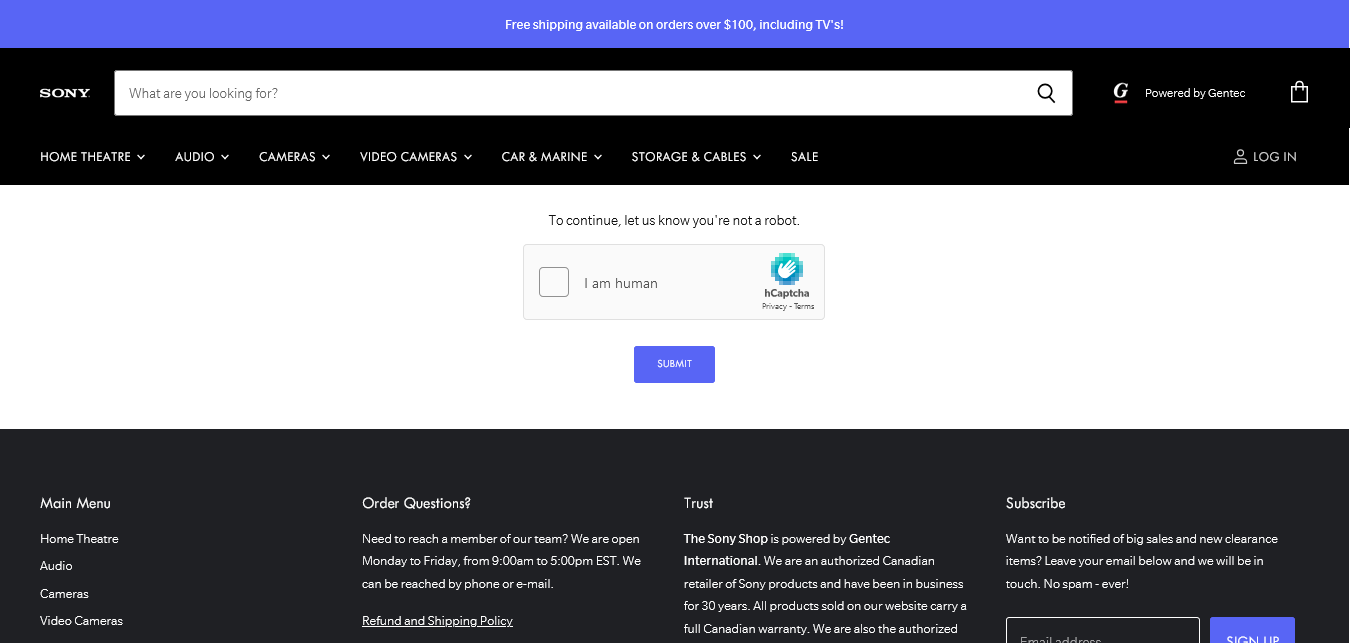 Free shipping available on orders over $100, including TV's!
SONY
What are you looking for?
G
Powered by Gentec
HOME THEATRE
AUDIO
CAMERAS
VIDEO CAMERAS
CAR & MARINE
STORAGE & CABLES
SALE
LOG IN
To continue, let us know you're not a robot.
I am human
hCaptcha
Privacy - Terms
SUBMIT
Main Menu
Home Theatre
Audio
Cameras
Video Cameras
Order Questions?
Need to reach a member of our team? We are open
Monday to Friday, from 9:00am to 5:00pm EST. We
can be reached by phone or e-mail.
Refund and Shipping Policy
Trust
The Sony Shop is powered by Gentec
International. We are an authorized Canadian
retailer of Sony products and have been in business
for 30 years. All products sold on our website carry a
full Canadian warranty. We are also the authorized
Subscribe
Want to be notified of big sales and new clearance
items? Leave your email below and we will be in
touch. No spam - ever!
Email address
SIGN UP